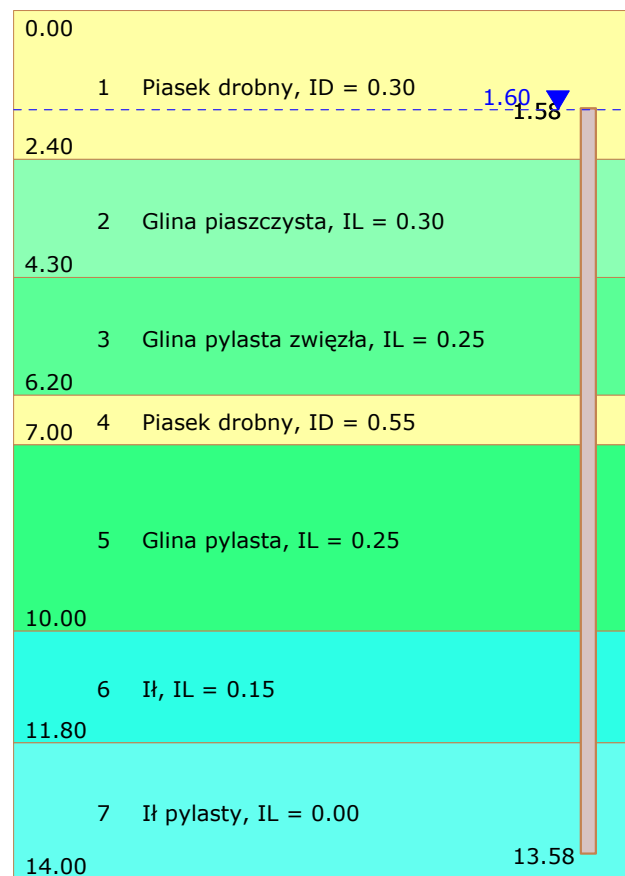 0.00
1 Piasek drobny, ID = 0.30
1.60
1.58
2.40
2 Glina piaszczysta, IL = 0.30
4.30
3 Glina pylasta zwięzła, IL = 0.25
6.20
4 Piasek drobny, ID = 0.55
7.00
5 Glina pylasta, IL = 0.25
10.00
6 Ił, IL = 0.15
11.80
7 Ił pylasty, IL = 0.00
13.58
14.00